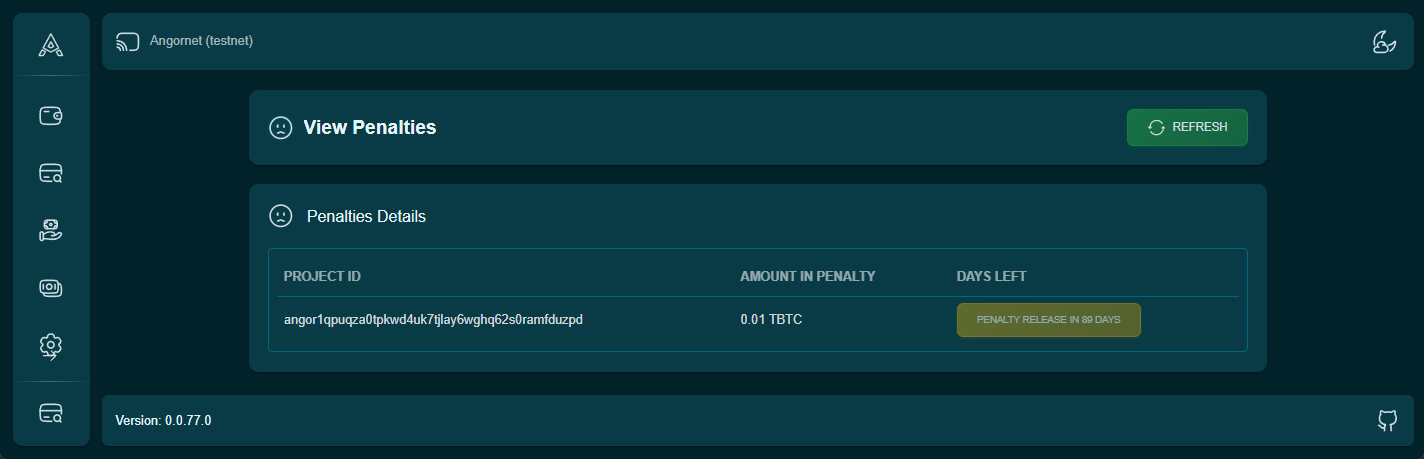 Angornet (testnet)
View Penalties
REFRESH
Penalties Details
PROJECT ID AMOUNT IN PENALTY DAYS LEFT
angor1qpuqza0tpkwd4uk7tjlay6wghq62s0ramfduzpd 0.01 TBTC PENALTY RELEASE IN 89 DAYS
Version: 0.0.77.0